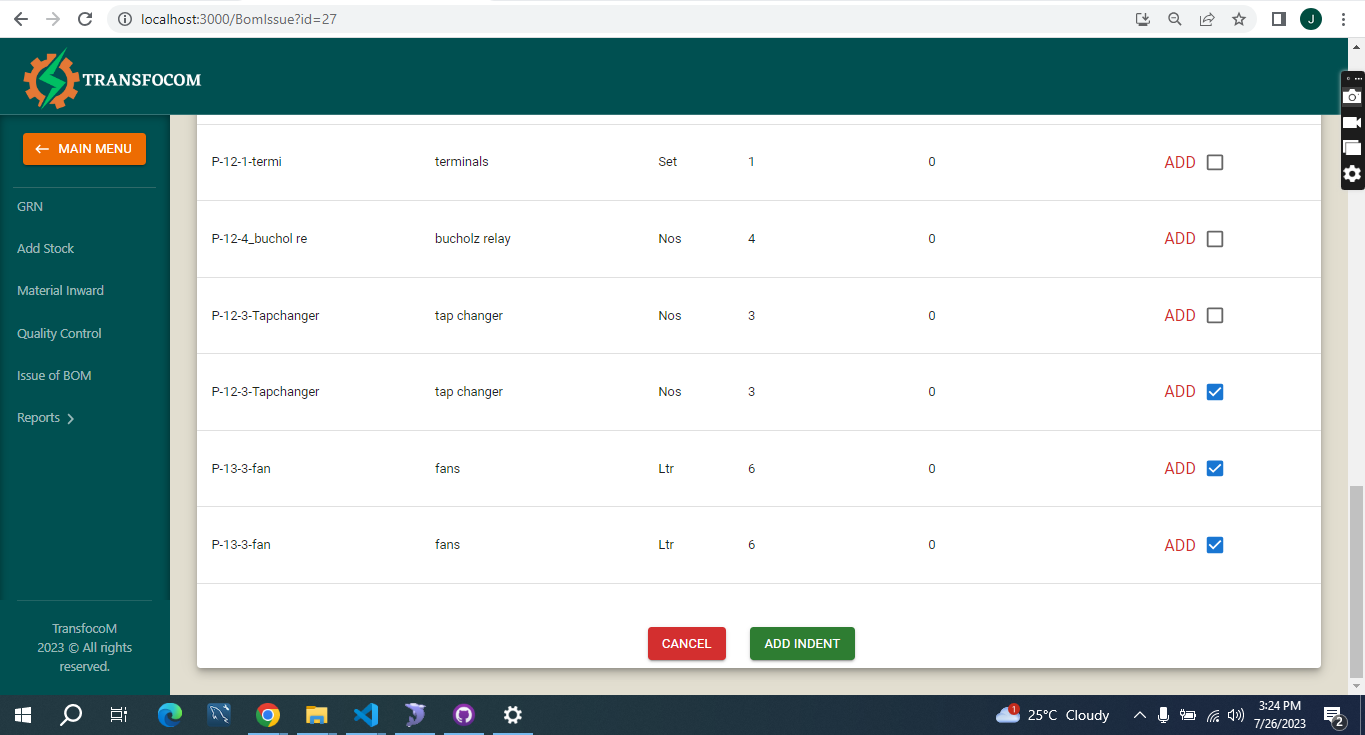 localhost:3000/BomIssue?id=27
J
TRANSFOCOM
MAIN MENU
GRN
Add Stock
Material Inward
Quality Control
Issue of BOM
Reports
TransfocoM
2023 © All rights
reserved.
P-12-1-termi terminals Set 1 0 ADD
P-12-4_buchol re bucholz relay Nos 4 0 ADD
P-12-3-Tapchanger tap changer Nos 3 0 ADD
P-12-3-Tapchanger tap changer Nos 3 0 ADD
P-13-3-fan fans Ltr 6 0 ADD
P-13-3-fan fans Ltr 6 0 ADD
CANCEL ADD INDENT
1
25°C Cloudy
3:24 PM
7/26/2023
2